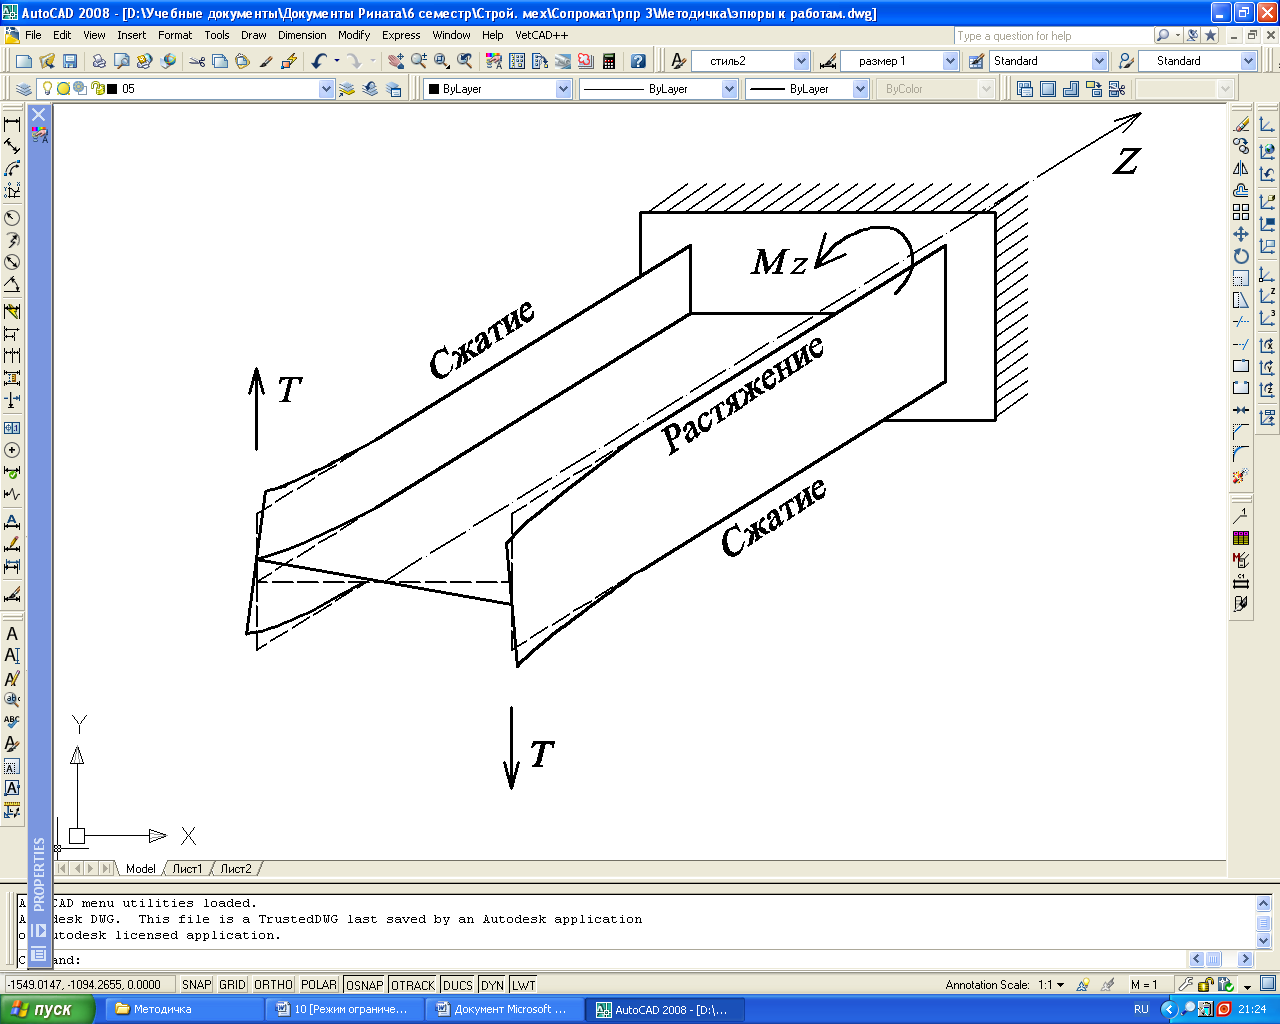 AutoCAD 2008 - [D:\Учебные документы\Документы Рината\6 семестр\Строй. мех\Сопромат\рпр 3\Методичка\эпюры к работам.dwg]
File Edit View Insert Format Tools Draw Dimension Modify Express Window Help VetCAD++ Type a question for help
стиль2 размер 1 Standard Standard
05 ByLayer ByLayer ByLayer ByColor
Z
Mz
Сжатие
T
Растяжение
Сжатие
T
Y
X
PROPERTIES
Model Лист1 Лист2
CAD menu utilities loaded.
desk DWG. This file is a TrustedDWG last saved by an Autodesk application
utodesk licensed application.
and:
-1549.0147, -1094.2655, 0.0000 SNAP GRID ORTHO POLAR OSNAP OTRACK DUCS DYN LWT Annotation Scale: 1:1 M = 1
пуск Методичка 10 [Режим ограниче... Документ Microsoft ... AutoCAD 2008 - [D:\... RU 21:24